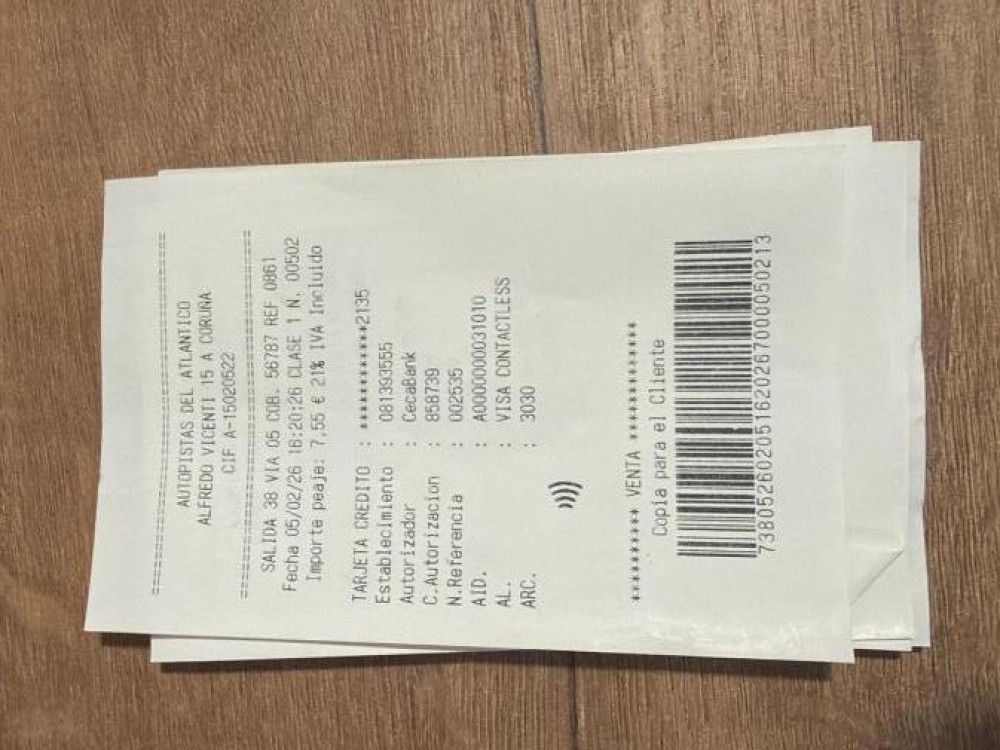 =============================================
AUTOPISTAS DEL ATLANTICO
ALFREDO VICENTI 15 A CORUÑA
CIF A-15020522
=============================================
SALIDA 38 VIA 05 COB. 56787 REF 0861
Fecha 05/02/26 16:20:26 CLASE 1 N. 00502
Importe peaje: 7,55 € 21% IVA Incluido
TARJETA CREDITO : ************2135
Establecimiento : 081393555
Autorizador : CecaBank
C.Autorizacion : 858739
N.Referencia : 002535
AID. : A0000000031010
AL. : VISA CONTACTLESS
ARC. : 3030
********** VENTA **********
Copia para el Cliente
738052602051620267000050213